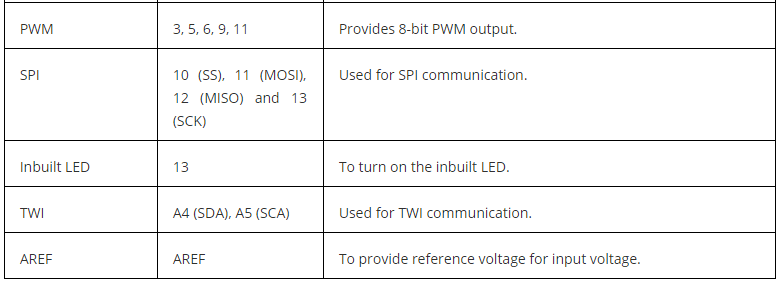 PWM 3, 5, 6, 9, 11 Provides 8-bit PWM output.
SPI 10 (SS), 11 (MOSI), Used for SPI communication.
12 (MISO) and 13
(SCK)
Inbuilt LED 13 To turn on the inbuilt LED.
TWI A4 (SDA), A5 (SCA) Used for TWI communication.
AREF AREF To provide reference voltage for input voltage.